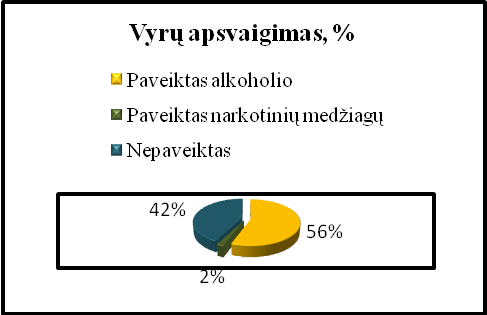 Vyrų apsvaigimas, %
Paveiktas alkoholio
Paveiktas narkotinių medžiagų
Nepaveiktas
42%
56%
2%